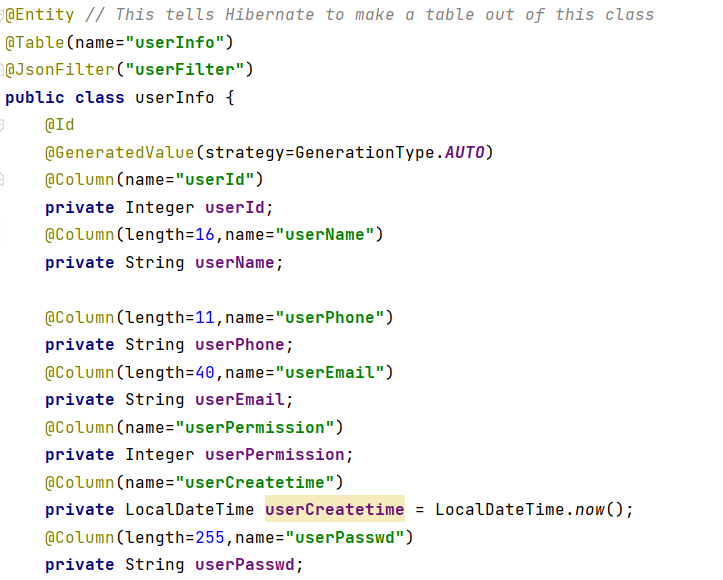 @Entity // This tells Hibernate to make a table out of this class
@Table(name="userInfo")
@JsonFilter("userFilter")
public class userInfo {
@Id
@GeneratedValue(strategy=GenerationType.AUTO)
@Column(name="userId")
private Integer userId;
@Column(length=16,name="userName")
private String userName;
@Column(length=11,name="userPhone")
private String userPhone;
@Column(length=40,name="userEmail")
private String userEmail;
@Column(name="userPermission")
private Integer userPermission;
@Column(name="userCreatetime")
private LocalDateTime userCreatetime = LocalDateTime.now();
@Column(length=255,name="userPasswd")
private String userPasswd;